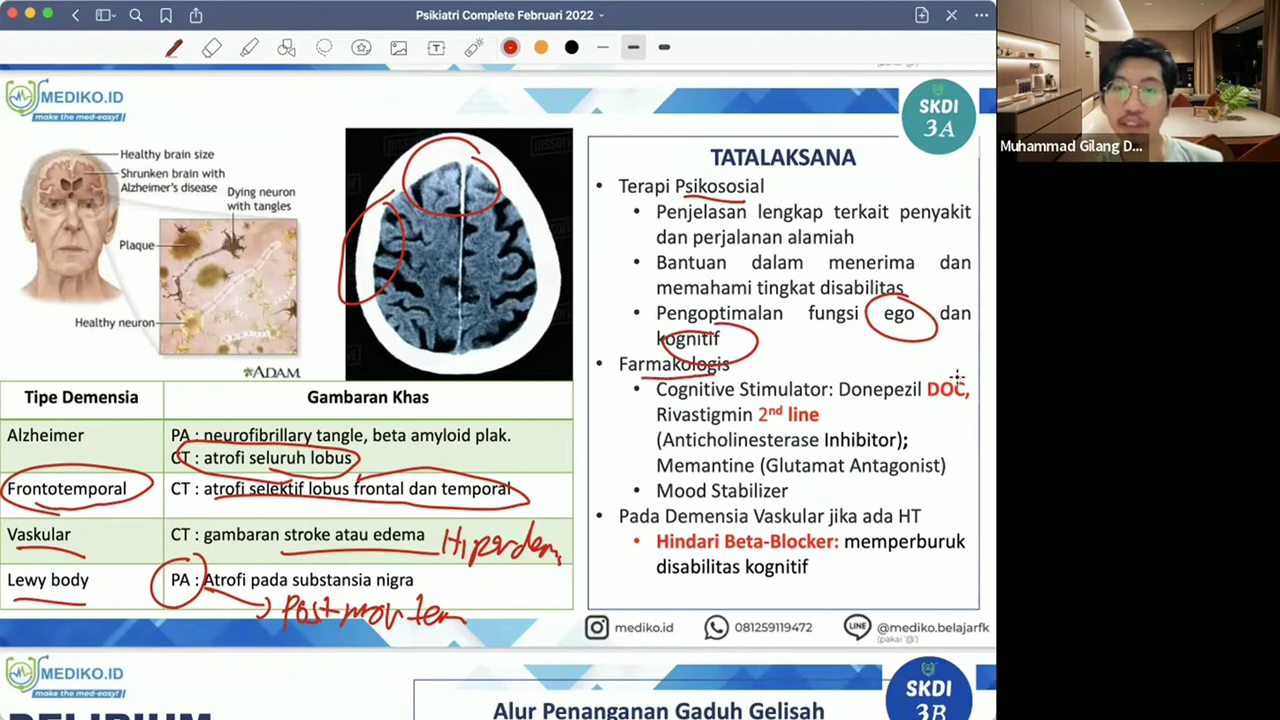 Psikiatri Complete Februari 2022
MEDIKO.ID
make the med-easy!
SKDI
3A
Muhammad Gilang D...
Healthy brain size
Shrunken brain with
Alzheimer's disease
Dying neuron
with tangles
Plaque
Healthy neuron
ADAM.
Tipe Demensia
Gambaran Khas
Alzheimer
PA : neurofibrillary tangle, beta amyloid plak.
CT : atrofi seluruh lobus
Frontotemporal
CT : atrofi selektif lobus frontal dan temporal
Vaskular
CT : gambaran stroke atau edema
Lewy body
PA : Atrofi pada substansia nigra
Postmortem
TATALAKSANA
• Terapi Psikososial
• Penjelasan lengkap terkait penyakit
dan perjalanan alamiah
• Bantuan dalam menerima dan
memahami tingkat disabilitas
• Pengoptimalan fungsi ego dan
kognitif
• Farmakologis
• Cognitive Stimulator: Donepezil DOC,
Rivastigmin 2nd line
(Anticholinesterase Inhibitor);
Memantine (Glutamat Antagonist)
• Mood Stabilizer
• Pada Demensia Vaskular jika ada HT
• Hindari Beta-Blocker: memperburuk
disabilitas kognitif
mediko.id
081259119472
LINE
@mediko.belajarfk
(pakai '@')
MEDIKO.ID
make the med-easy!
SKDI
3B
Alur Penanganan Gaduh Gelisah